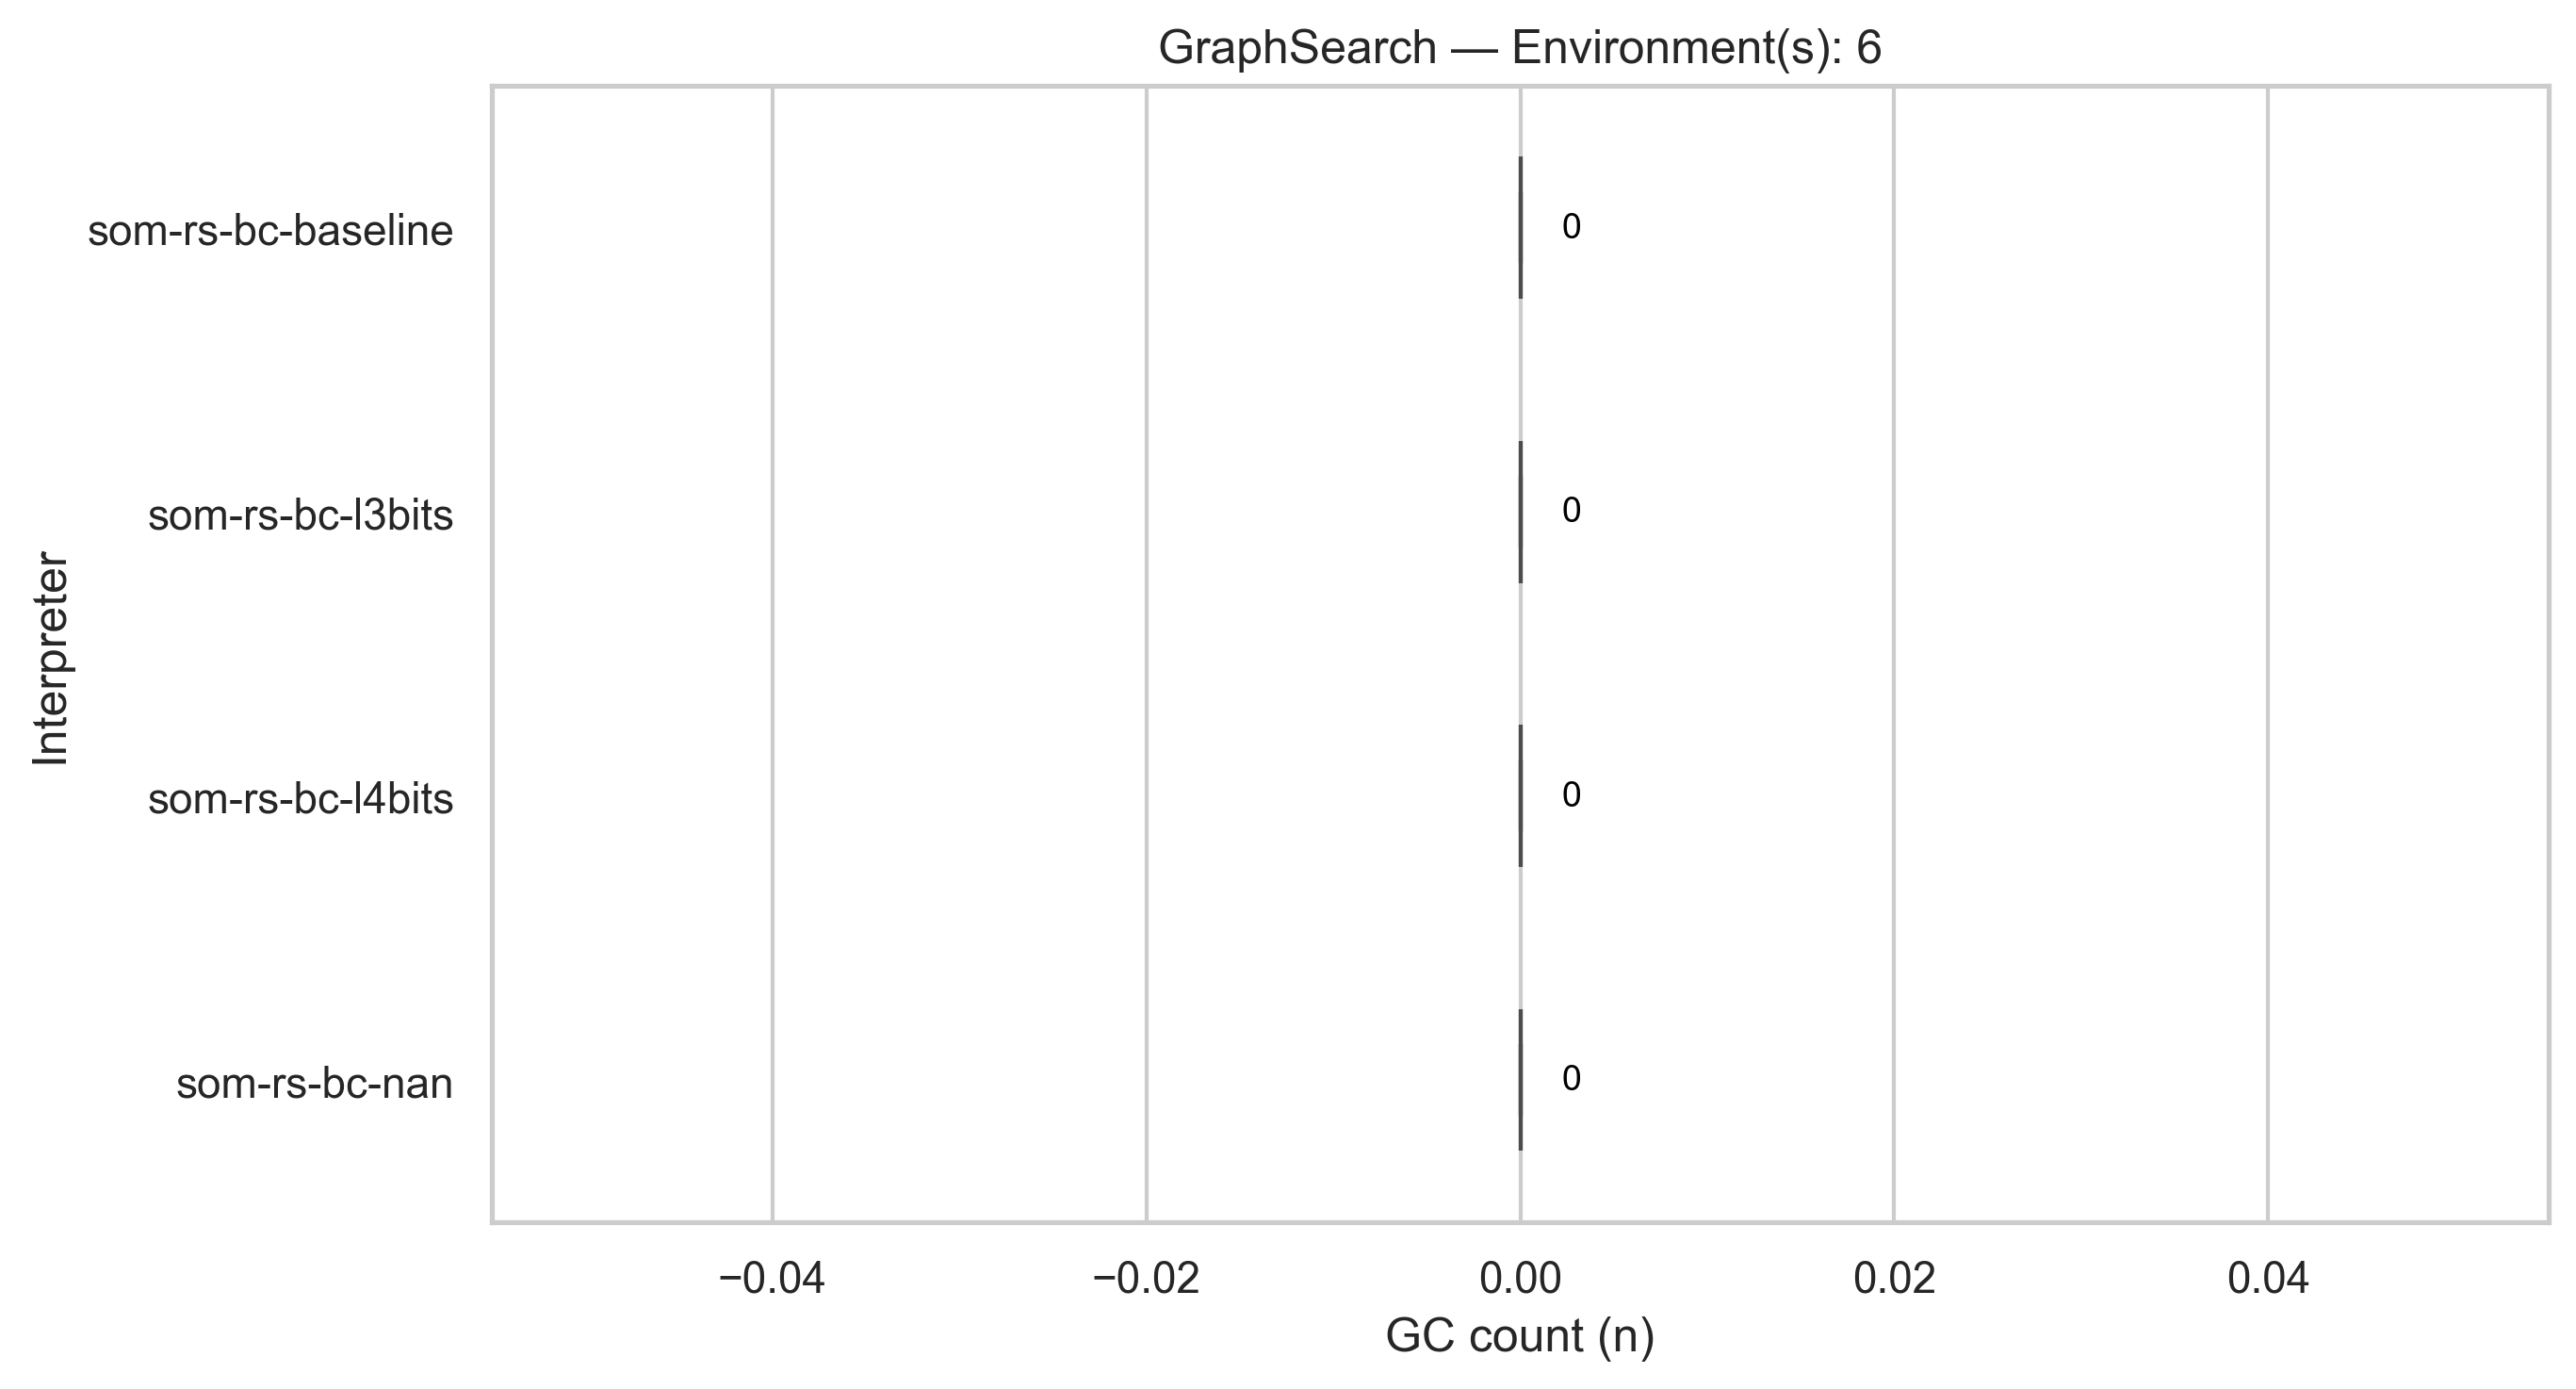 GraphSearch — Environment(s): 6
som-rs-bc-baseline
0
som-rs-bc-l3bits
0
som-rs-bc-l4bits
0
som-rs-bc-nan
0
Interpreter
−0.04
−0.02
0.00
0.02
0.04
GC count (n)